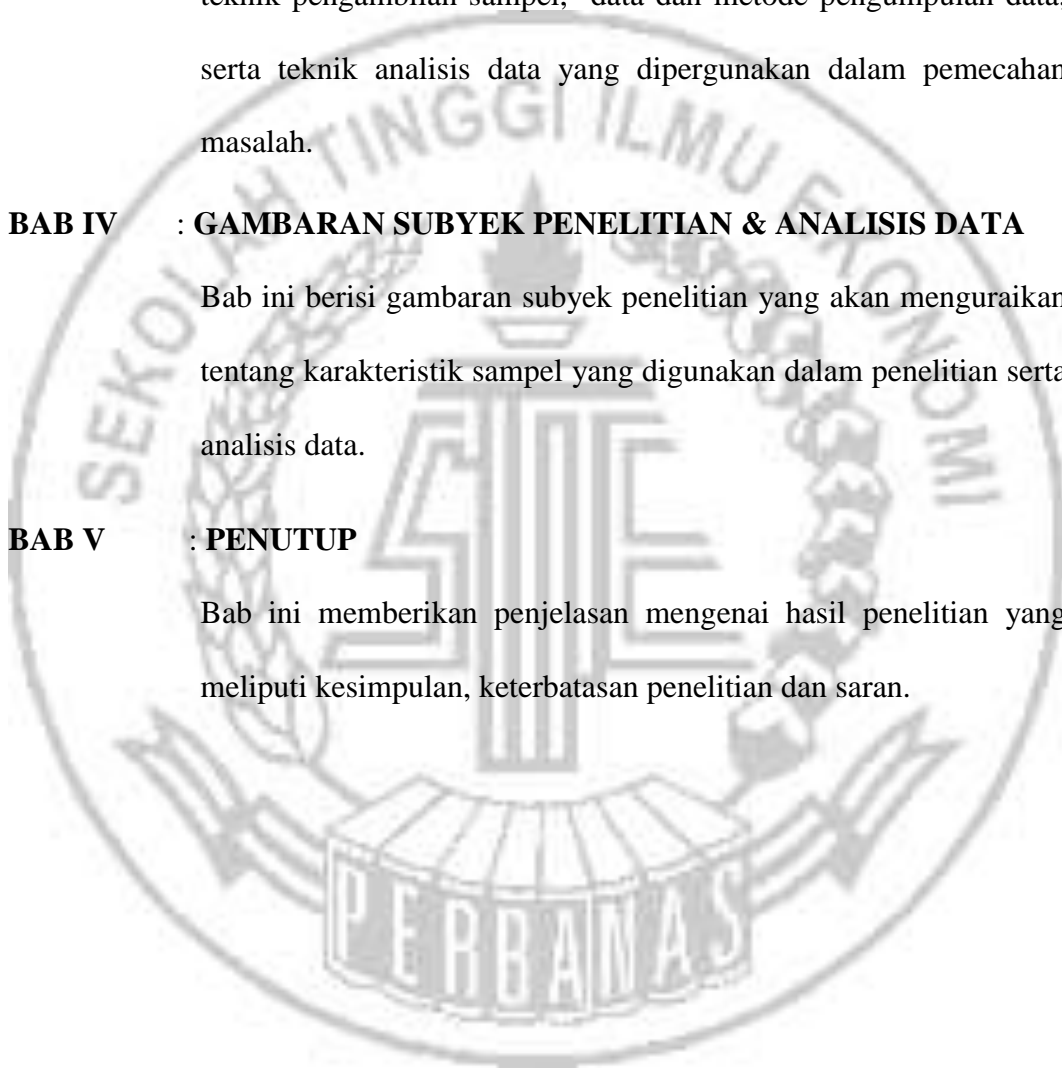 teknik pengambilan sampel, data dan metode pengumpulan data,
serta teknik analisis data yang dipergunakan dalam pemecahan
masalah.
BAB IV : GAMBARAN SUBYEK PENELITIAN & ANALISIS DATA
Bab ini berisi gambaran subyek penelitian yang akan menguraikan
tentang karakteristik sampel yang digunakan dalam penelitian serta
analisis data.
BAB V : PENUTUP
Bab ini memberikan penjelasan mengenai hasil penelitian yang
meliputi kesimpulan, keterbatasan penelitian dan saran.
SEKOLAH TINGGI ILMU EKONOMI
PERBANAS